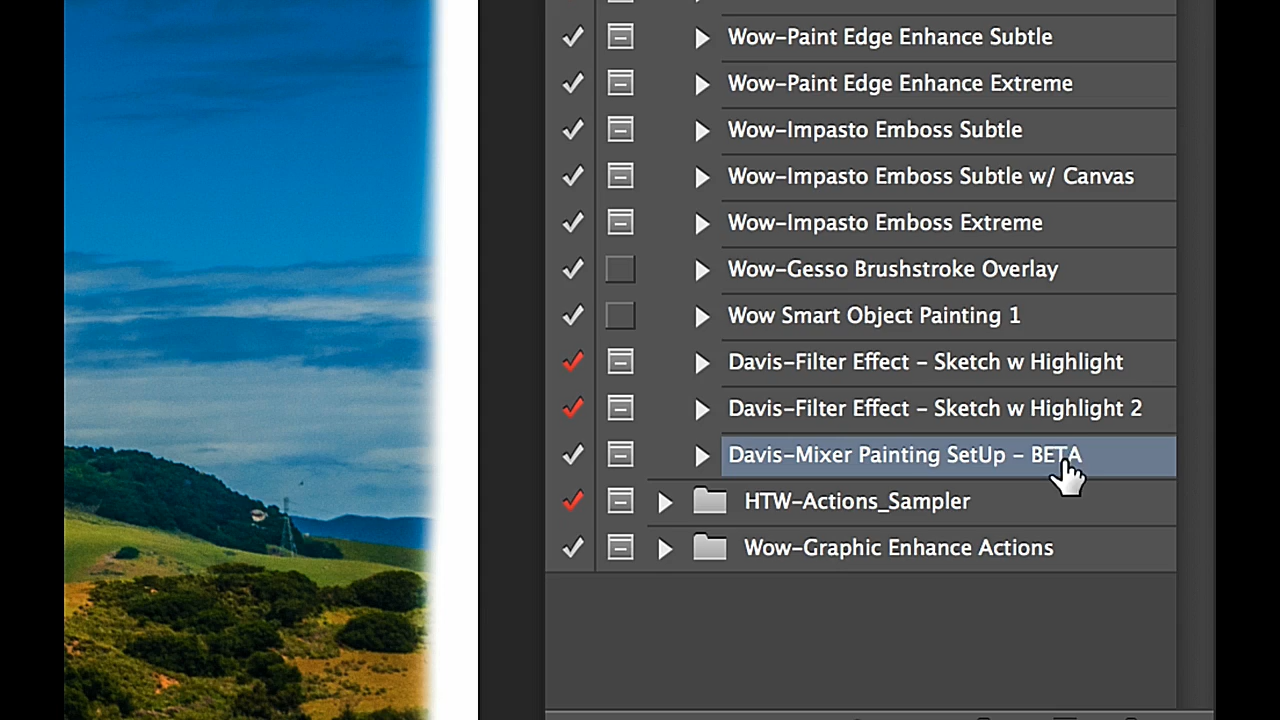 Wow-Paint Edge Enhance Subtle
Wow-Paint Edge Enhance Extreme
Wow-Impasto Emboss Subtle
Wow-Impasto Emboss Subtle w/ Canvas
Wow-Impasto Emboss Extreme
Wow-Gesso Brushstroke Overlay
Wow Smart Object Painting 1
Davis-Filter Effect - Sketch w Highlight
Davis-Filter Effect - Sketch w Highlight 2
Davis-Mixer Painting SetUp - BETA
HTW-Actions_Sampler
Wow-Graphic Enhance Actions